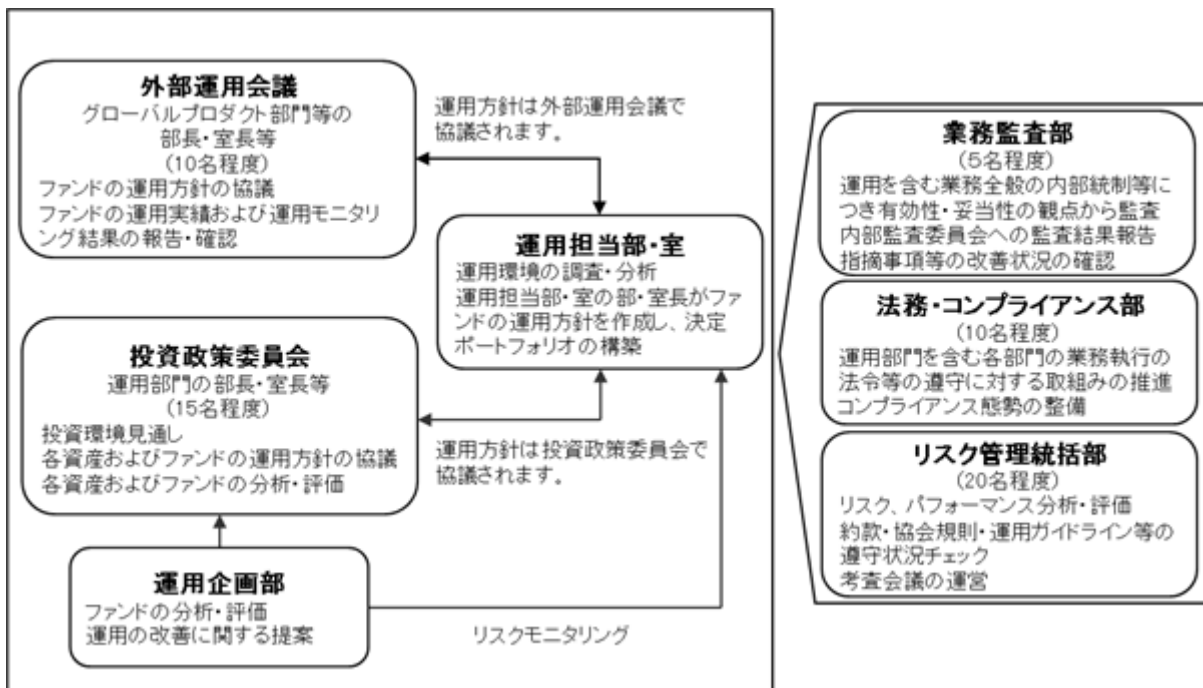 外部運用会議
グローバルプロダクト部門等の
部長・室長等
(10名程度)
ファンドの運用方針の協議
ファンドの運用実績および運用モニタリ
ング結果の報告・確認
運用方針は外部運用会議で
協議されます。
運用担当部・室
運用環境の調査・分析
運用担当部・室の部・室長がファ
ンドの運用方針を作成し、決定
ポートフォリオの構築
投資政策委員会
運用部門の部長・室長等
(15名程度)
投資環境見通し
各資産およびファンドの運用方針の協議
各資産およびファンドの分析・評価
運用方針は投資政策委員会で
協議されます。
運用企画部
ファンドの分析・評価
運用の改善に関する提案
リスクモニタリング
業務監査部
(5名程度)
運用を含む業務全般の内部統制等に
つき有効性・妥当性の観点から監査
内部監査委員会への監査結果報告
指摘事項等の改善状況の確認
法務・コンプライアンス部
(10名程度)
運用部門を含む各部門の業務執行の
法令等の遵守に対する取組みの推進
コンプライアンス態勢の整備
リスク管理統括部
(20名程度)
リスク、パフォーマンス分析・評価
約款・協会規則・運用ガイドライン等の
遵守状況チェック
考査会議の運営